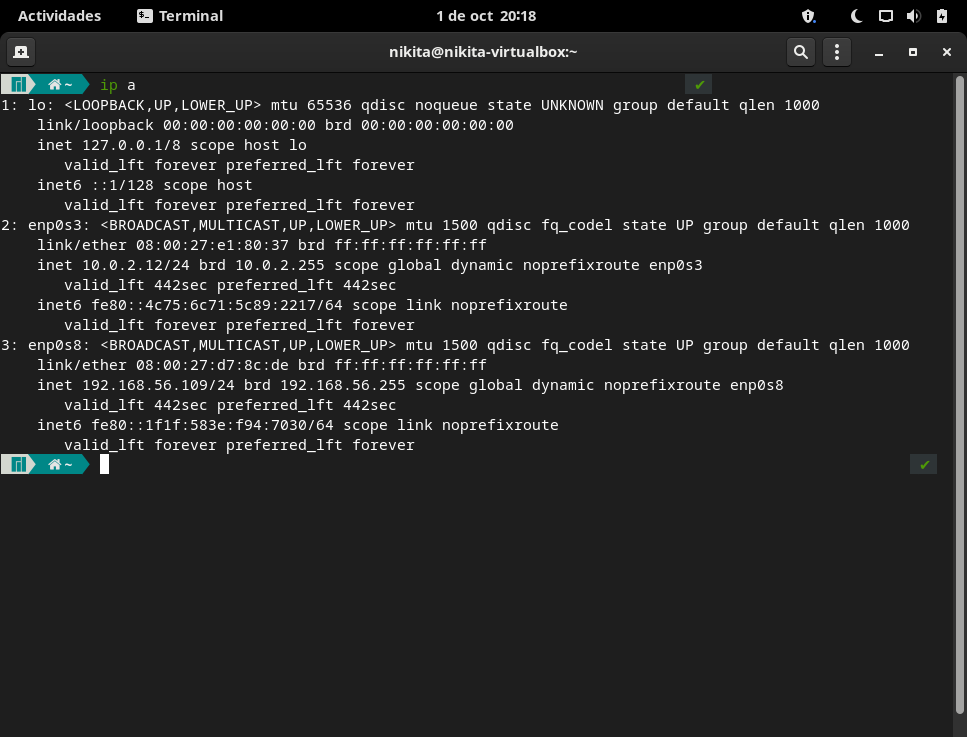 Actividades Terminal 1 de oct 20:18
nikita@nikita-virtualbox:~
~ ip a ✔
1: lo: <LOOPBACK,UP,LOWER_UP> mtu 65536 qdisc noqueue state UNKNOWN group default qlen 1000
    link/loopback 00:00:00:00:00:00 brd 00:00:00:00:00:00
    inet 127.0.0.1/8 scope host lo
       valid_lft forever preferred_lft forever
    inet6 ::1/128 scope host
       valid_lft forever preferred_lft forever
2: enp0s3: <BROADCAST,MULTICAST,UP,LOWER_UP> mtu 1500 qdisc fq_codel state UP group default qlen 1000
    link/ether 08:00:27:e1:80:37 brd ff:ff:ff:ff:ff:ff
    inet 10.0.2.12/24 brd 10.0.2.255 scope global dynamic noprefixroute enp0s3
       valid_lft 442sec preferred_lft 442sec
    inet6 fe80::4c75:6c71:5c89:2217/64 scope link noprefixroute
       valid_lft forever preferred_lft forever
3: enp0s8: <BROADCAST,MULTICAST,UP,LOWER_UP> mtu 1500 qdisc fq_codel state UP group default qlen 1000
    link/ether 08:00:27:d7:8c:de brd ff:ff:ff:ff:ff:ff
    inet 192.168.56.109/24 brd 192.168.56.255 scope global dynamic noprefixroute enp0s8
       valid_lft 442sec preferred_lft 442sec
    inet6 fe80::1f1f:583e:f94:7030/64 scope link noprefixroute
       valid_lft forever preferred_lft forever
~ ✔